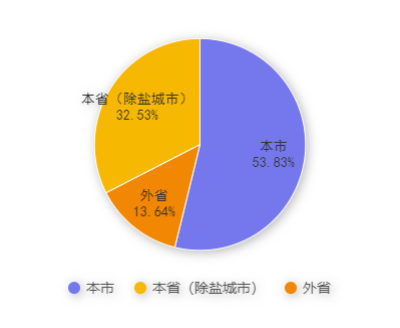 本省（除盐城市）
32.53%
本市
53.83%
外省
13.64%
本市 本省（除盐城市） 外省